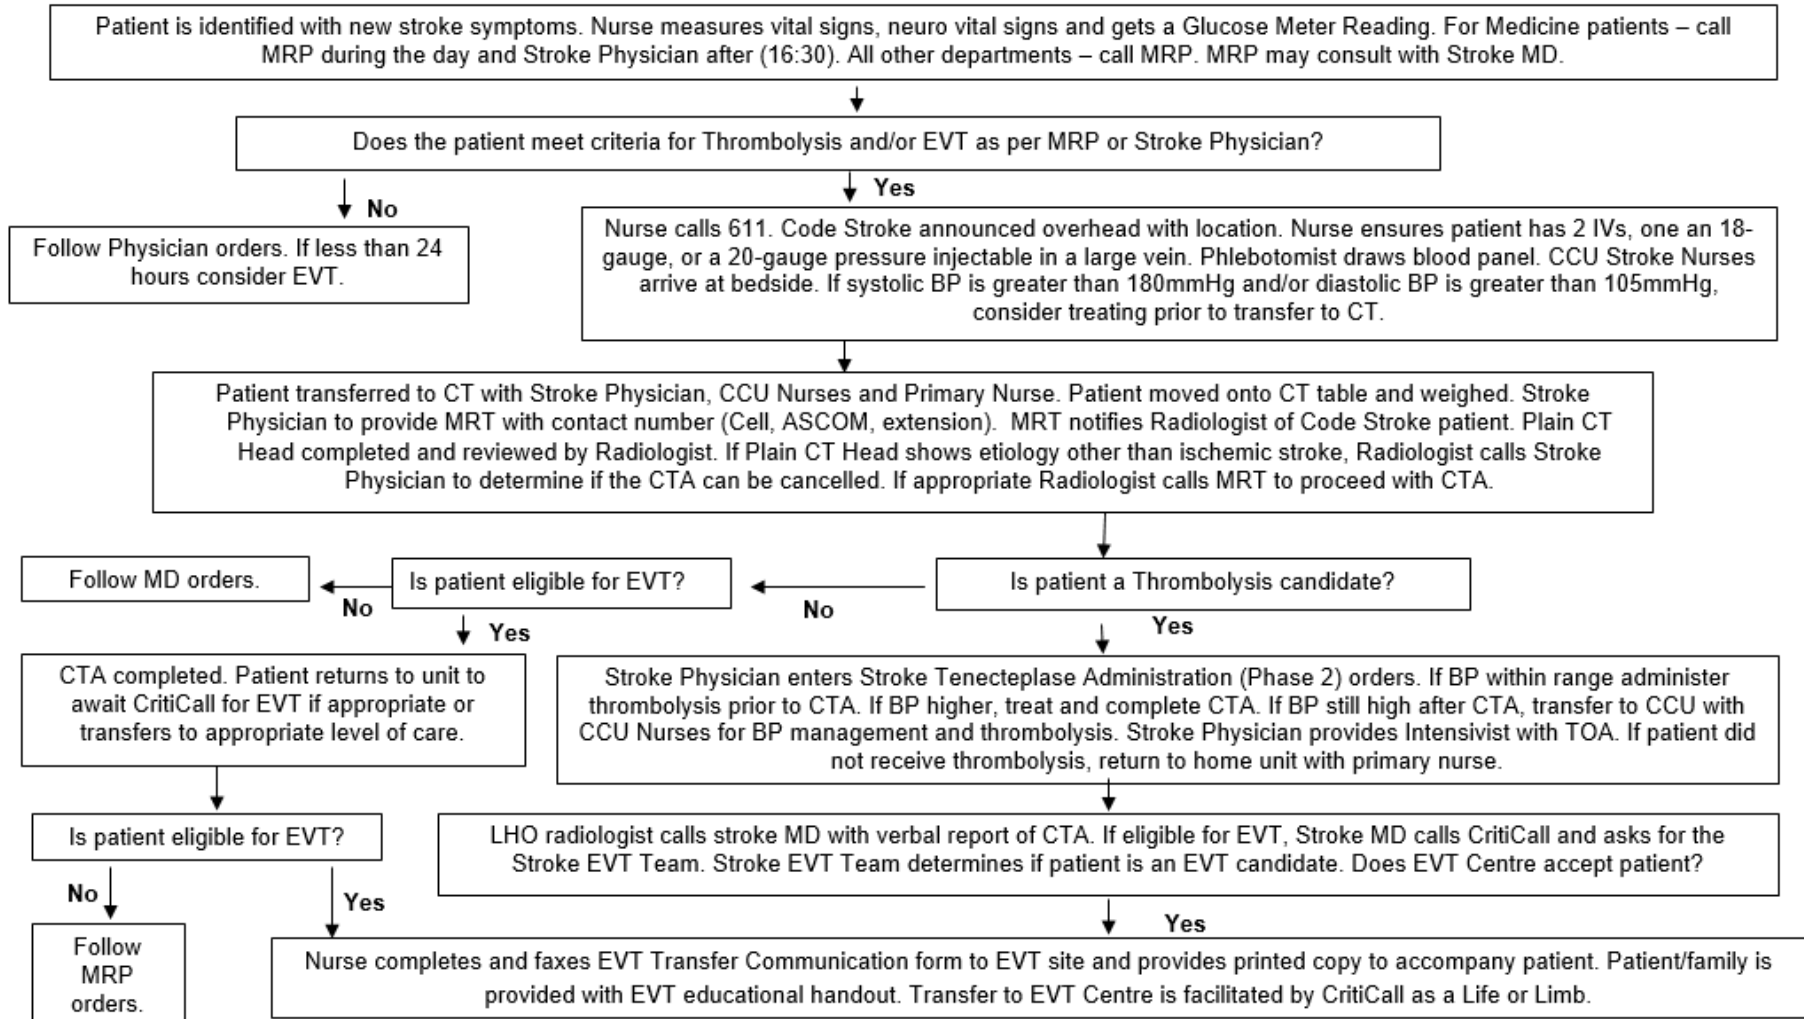 Patient is identified with new stroke symptoms. Nurse measures vital signs, neuro vital signs and gets a Glucose Meter Reading. For Medicine patients – call
MRP during the day and Stroke Physician after (16:30). All other departments – call MRP. MRP may consult with Stroke MD.
Does the patient meet criteria for Thrombolysis and/or EVT as per MRP or Stroke Physician?
No
Yes
Follow Physician orders. If less than 24
hours consider EVT.
Nurse calls 611. Code Stroke announced overhead with location. Nurse ensures patient has 2 IVs, one an 18-
gauge, or a 20-gauge pressure injectable in a large vein. Phlebotomist draws blood panel. CCU Stroke Nurses
arrive at bedside. If systolic BP is greater than 180mmHg and/or diastolic BP is greater than 105mmHg,
consider treating prior to transfer to CT.
Patient transferred to CT with Stroke Physician, CCU Nurses and Primary Nurse. Patient moved onto CT table and weighed. Stroke
Physician to provide MRT with contact number (Cell, ASCOM, extension). MRT notifies Radiologist of Code Stroke patient. Plain CT
Head completed and reviewed by Radiologist. If Plain CT Head shows etiology other than ischemic stroke, Radiologist calls Stroke
Physician to determine if the CTA can be cancelled. If appropriate Radiologist calls MRT to proceed with CTA.
Follow MD orders.
No
Is patient eligible for EVT?
No
Is patient a Thrombolysis candidate?
Yes
Yes
CTA completed. Patient returns to unit to
await CritiCall for EVT if appropriate or
transfers to appropriate level of care.
Stroke Physician enters Stroke Tenecteplase Administration (Phase 2) orders. If BP within range administer
thrombolysis prior to CTA. If BP higher, treat and complete CTA. If BP still high after CTA, transfer to CCU with
CCU Nurses for BP management and thrombolysis. Stroke Physician provides Intensivist with TOA. If patient did
not receive thrombolysis, return to home unit with primary nurse.
Is patient eligible for EVT?
LHO radiologist calls stroke MD with verbal report of CTA. If eligible for EVT, Stroke MD calls CritiCall and asks for the
Stroke EVT Team. Stroke EVT Team determines if patient is an EVT candidate. Does EVT Centre accept patient?
No
Yes
Yes
Follow
MRP
orders.
Nurse completes and faxes EVT Transfer Communication form to EVT site and provides printed copy to accompany patient. Patient/family is
provided with EVT educational handout. Transfer to EVT Centre is facilitated by CritiCall as a Life or Limb.